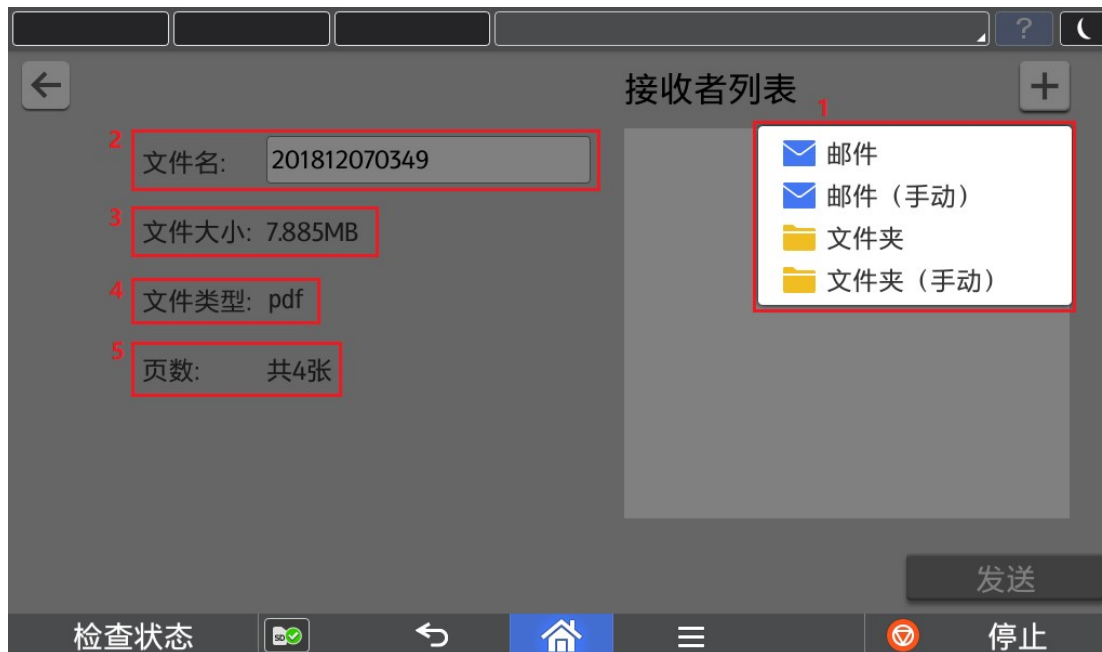 ?
接收者列表
1
邮件
邮件（手动）
文件夹
文件夹（手动）
2
文件名: 201812070349
3
文件大小: 7.885MB
4
文件类型: pdf
5
页数: 共4张
发送
检查状态
SD
停止